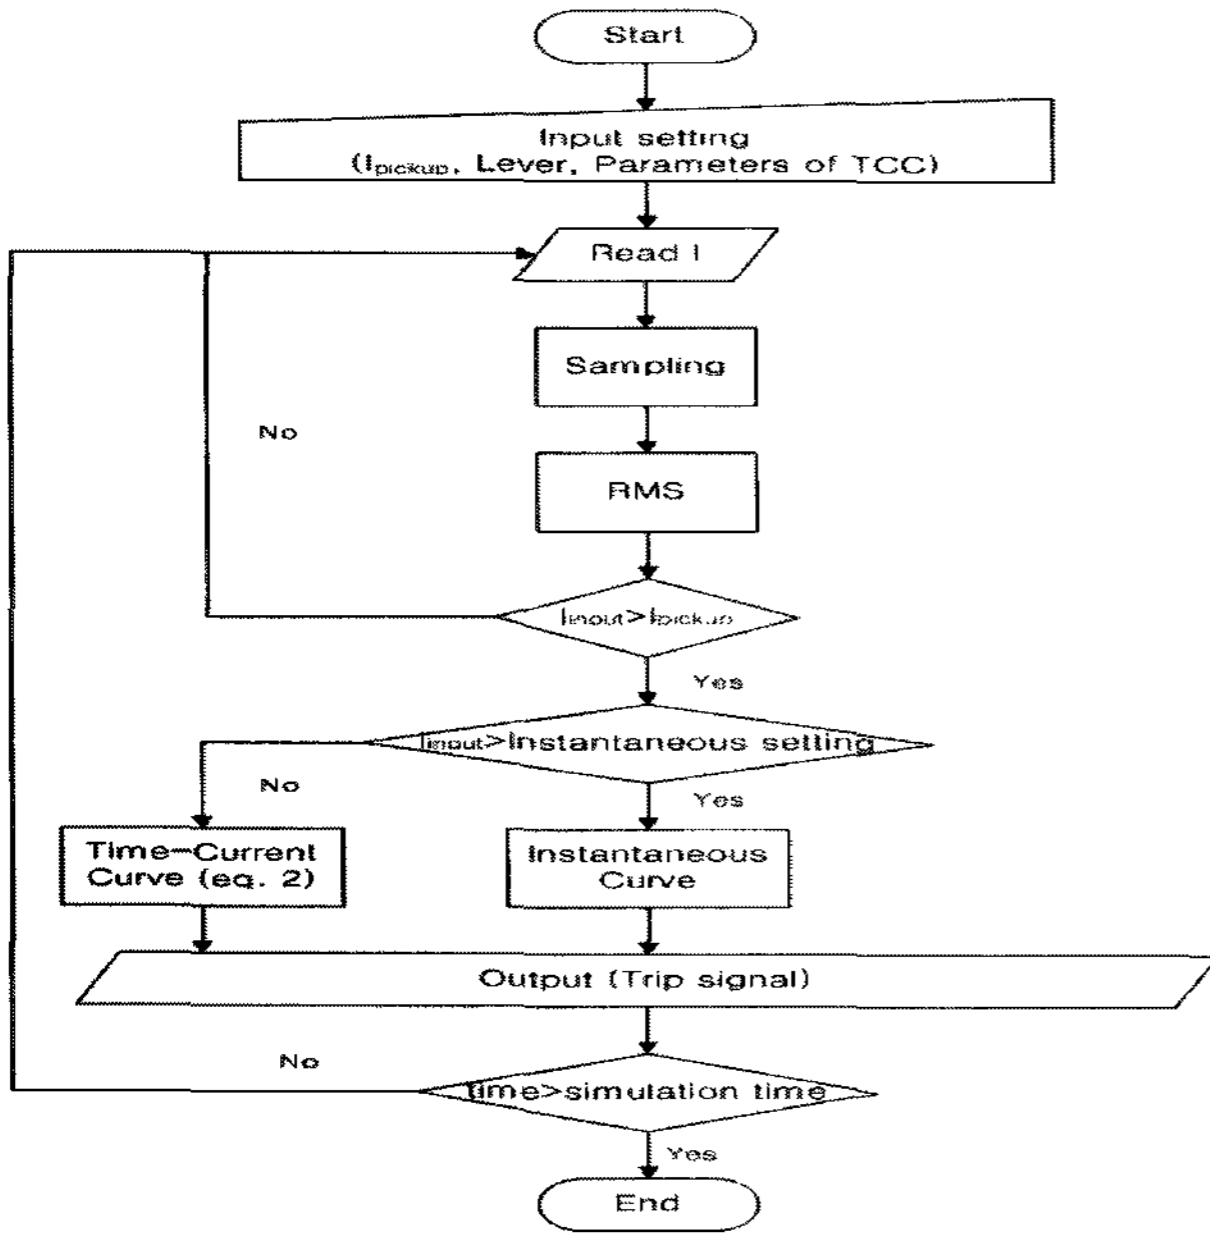 Start
Input setting
(Ipickup, Lever, Parameters of TCC)
Read I
Sampling
No
RMS
Iinput>Ipickup
Yes
Iinput>Instantaneous setting
No
Yes
Time-Current
Curve (eq. 2)
Instantaneous
Curve
Output (Trip signal)
No
time>simulation time
Yes
End